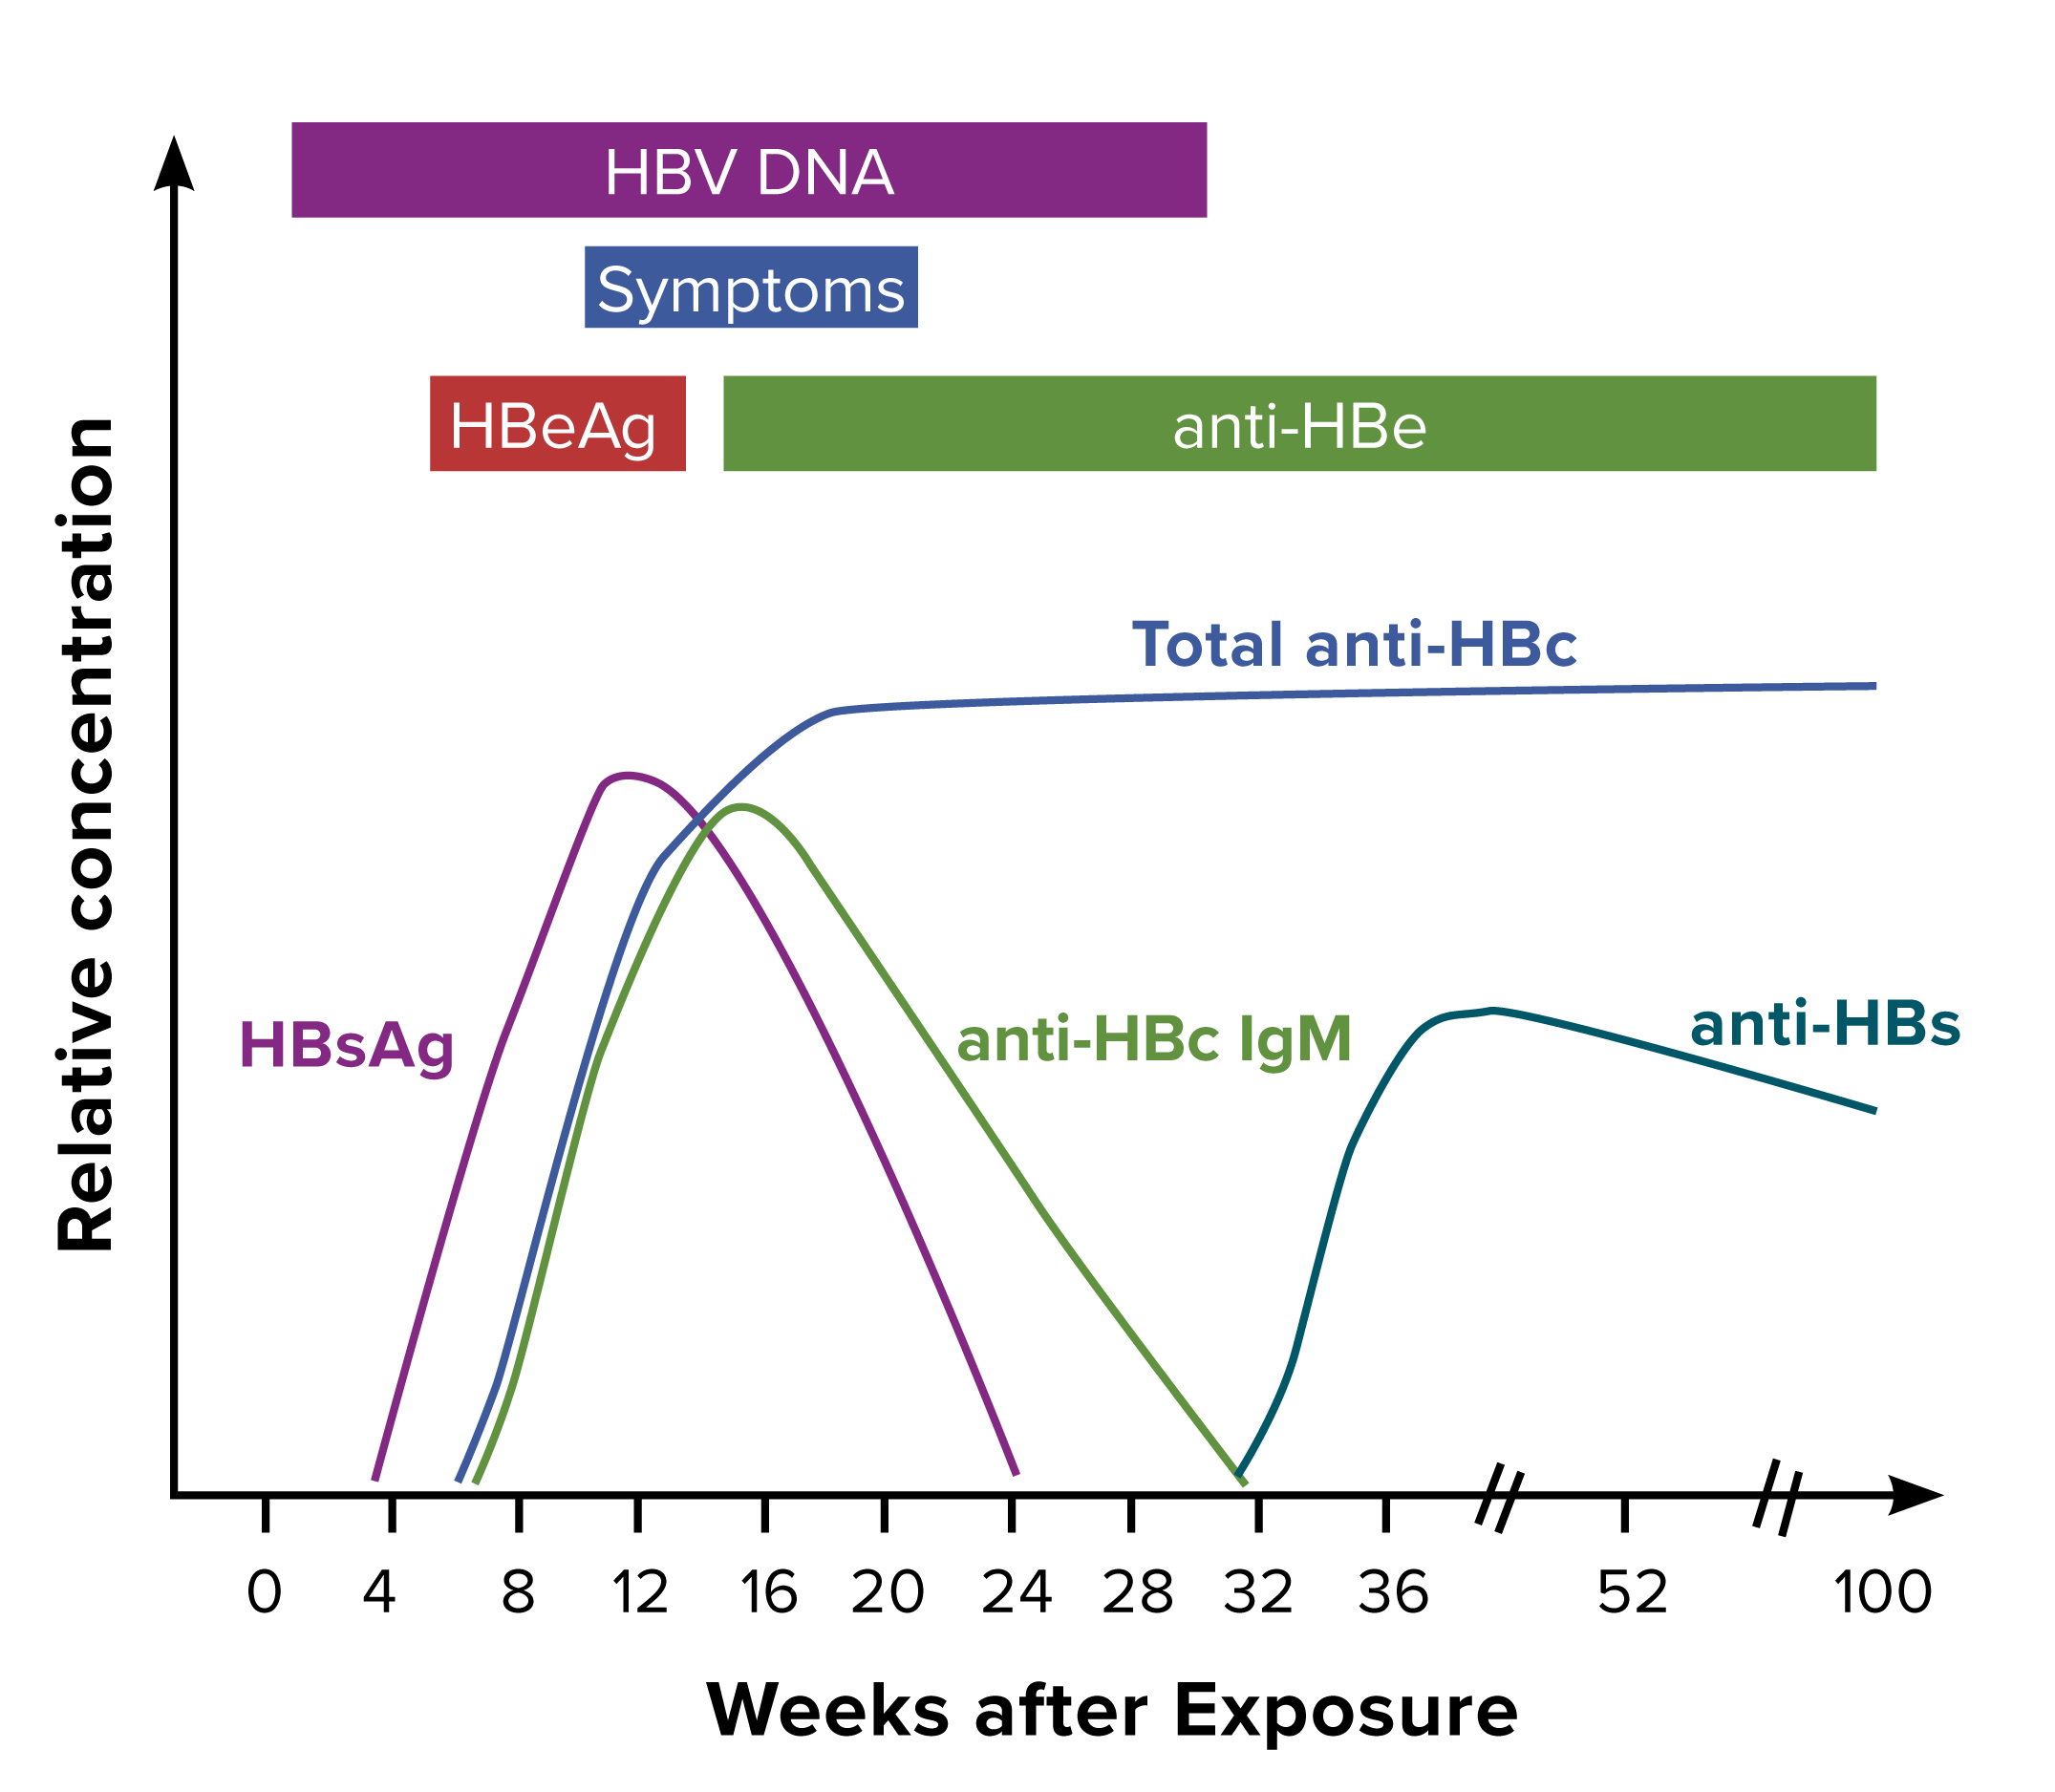 HBV DNA
Symptoms
HBeAg
anti-HBe
Total anti-HBc
HBsAg
anti-HBc IgM
anti-HBs
Relative concentration
0 4 8 12 16 20 24 28 32 36 52 100
Weeks after Exposure